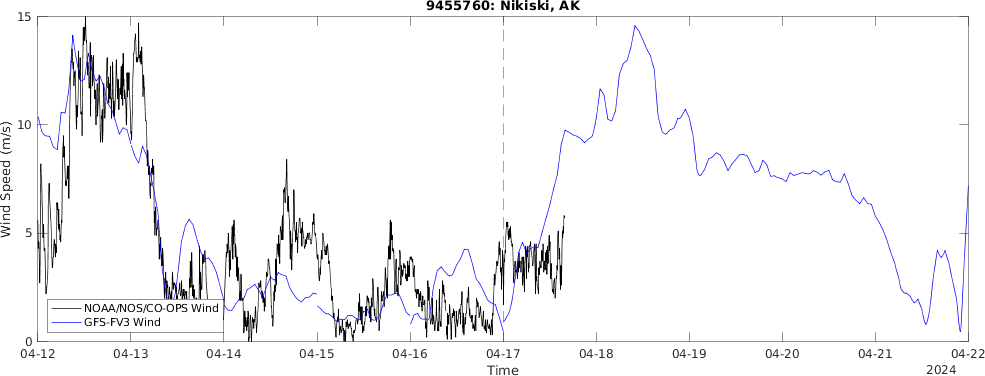 9455760: Nikiski, AK
Wind Speed (m/s)
15
10
5
0
NOAA/NOS/CO-OPS Wind
GFS-FV3 Wind
04-12 04-13 04-14 04-15 04-16 04-17 04-18 04-19 04-20 04-21 04-22
Time
2024